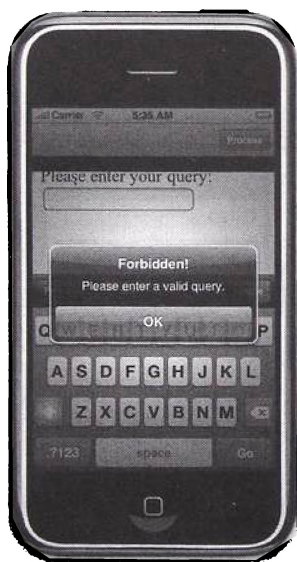 Carrier 5:35 AM
Process
Please enter your query:
Forbidden!
Please enter a valid query.
OK
Q P
A S D F G H J K L
Z X C V B N M
.?123 space Go